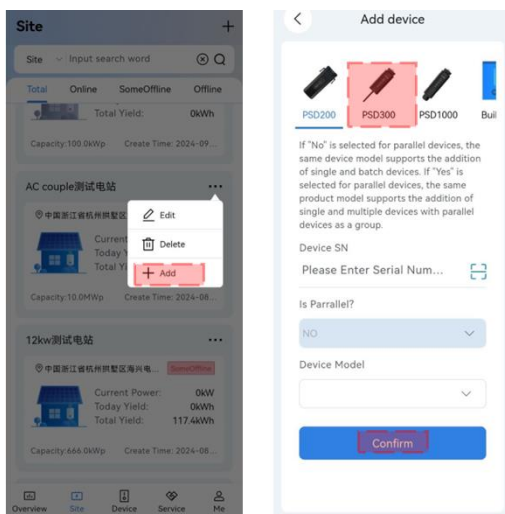 Site
Site
Input search word
Total
Online
SomeOffline
Offline
Total Yield:
0kWh
Capacity:100.0kWp
Create Time: 2024-09...
AC couple测试电站
中国浙江省杭州拱墅区
Edit
Delete
Add
Current
Today Y
Total Yi
Capacity:10.0MWp
Create Time: 2024-08...
12kw测试电站
中国浙江省杭州拱墅区海兴电...
SomeOffline
Current Power:
0kW
Today Yield:
0kWh
Total Yield:
117.4kWh
Capacity:666.0kWp
Create Time: 2024-08...
Overview
Site
Device
Service
Me
Add device
PSD200
PSD300
PSD1000
Buil
If "No" is selected for parallel devices, the
same device model supports the addition
of single and batch devices. If "Yes" is
selected for parallel devices, the same
product model supports the addition of
single and multiple devices with parallel
devices as a group.
Device SN
Please Enter Serial Num...
Is Parrallel?
NO
Device Model
Confirm